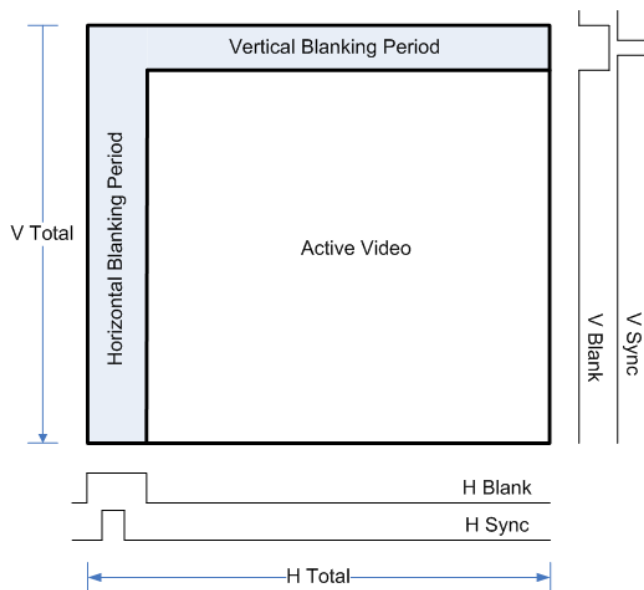 Vertical Blanking Period
V Total
Horizontal Blanking Period
Active Video
V Blank
V Sync
H Blank
H Sync
H Total